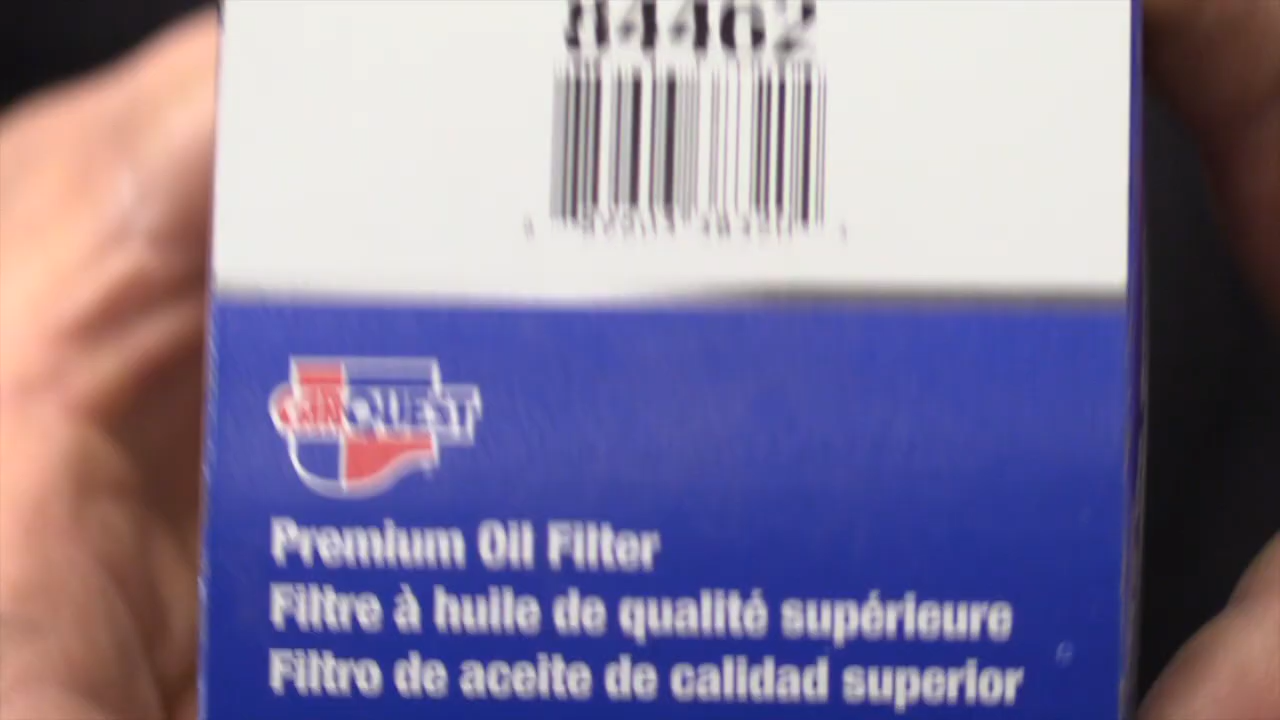 84462
CARQUEST
Premium Oil Filter
Filtre à huile de qualité supérieure
Filtro de aceite de calidad superior